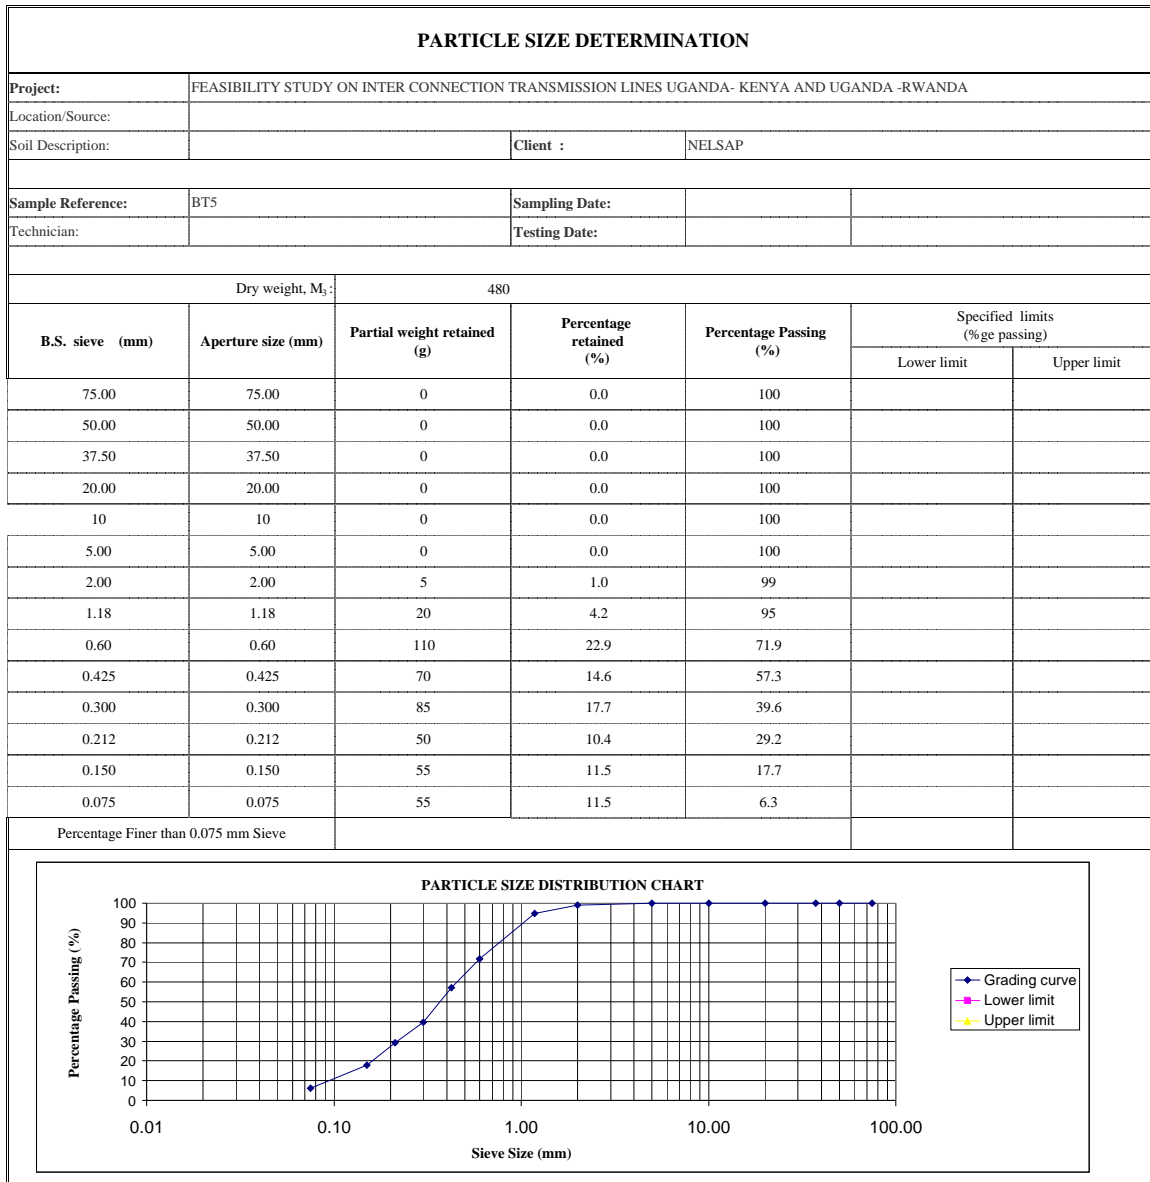 PARTICLE SIZE DETERMINATION
Project: FEASIBILITY STUDY ON INTER CONNECTION TRANSMISSION LINES UGANDA- KENYA AND UGANDA -RWANDA
Location/Source:
Soil Description: Client : NELSAP
Sample Reference: BT5 Sampling Date:
Technician: Testing Date:
Dry weight, M3 : 480
B.S. sieve (mm) Aperture size (mm) Partial weight retained (g) Percentage retained (%) Percentage Passing (%) Specified limits (%ge passing)
Lower limit Upper limit
75.00 75.00 0 0.0 100
50.00 50.00 0 0.0 100
37.50 37.50 0 0.0 100
20.00 20.00 0 0.0 100
10 10 0 0.0 100
5.00 5.00 0 0.0 100
2.00 2.00 5 1.0 99
1.18 1.18 20 4.2 95
0.60 0.60 110 22.9 71.9
0.425 0.425 70 14.6 57.3
0.300 0.300 85 17.7 39.6
0.212 0.212 50 10.4 29.2
0.150 0.150 55 11.5 17.7
0.075 0.075 55 11.5 6.3
Percentage Finer than 0.075 mm Sieve
PARTICLE SIZE DISTRIBUTION CHART
Percentage Passing (%)
100
90
80
70
60
50
40
30
20
10
0
0.01 0.10 1.00 10.00 100.00
Sieve Size (mm)
Grading curve
Lower limit
Upper limit